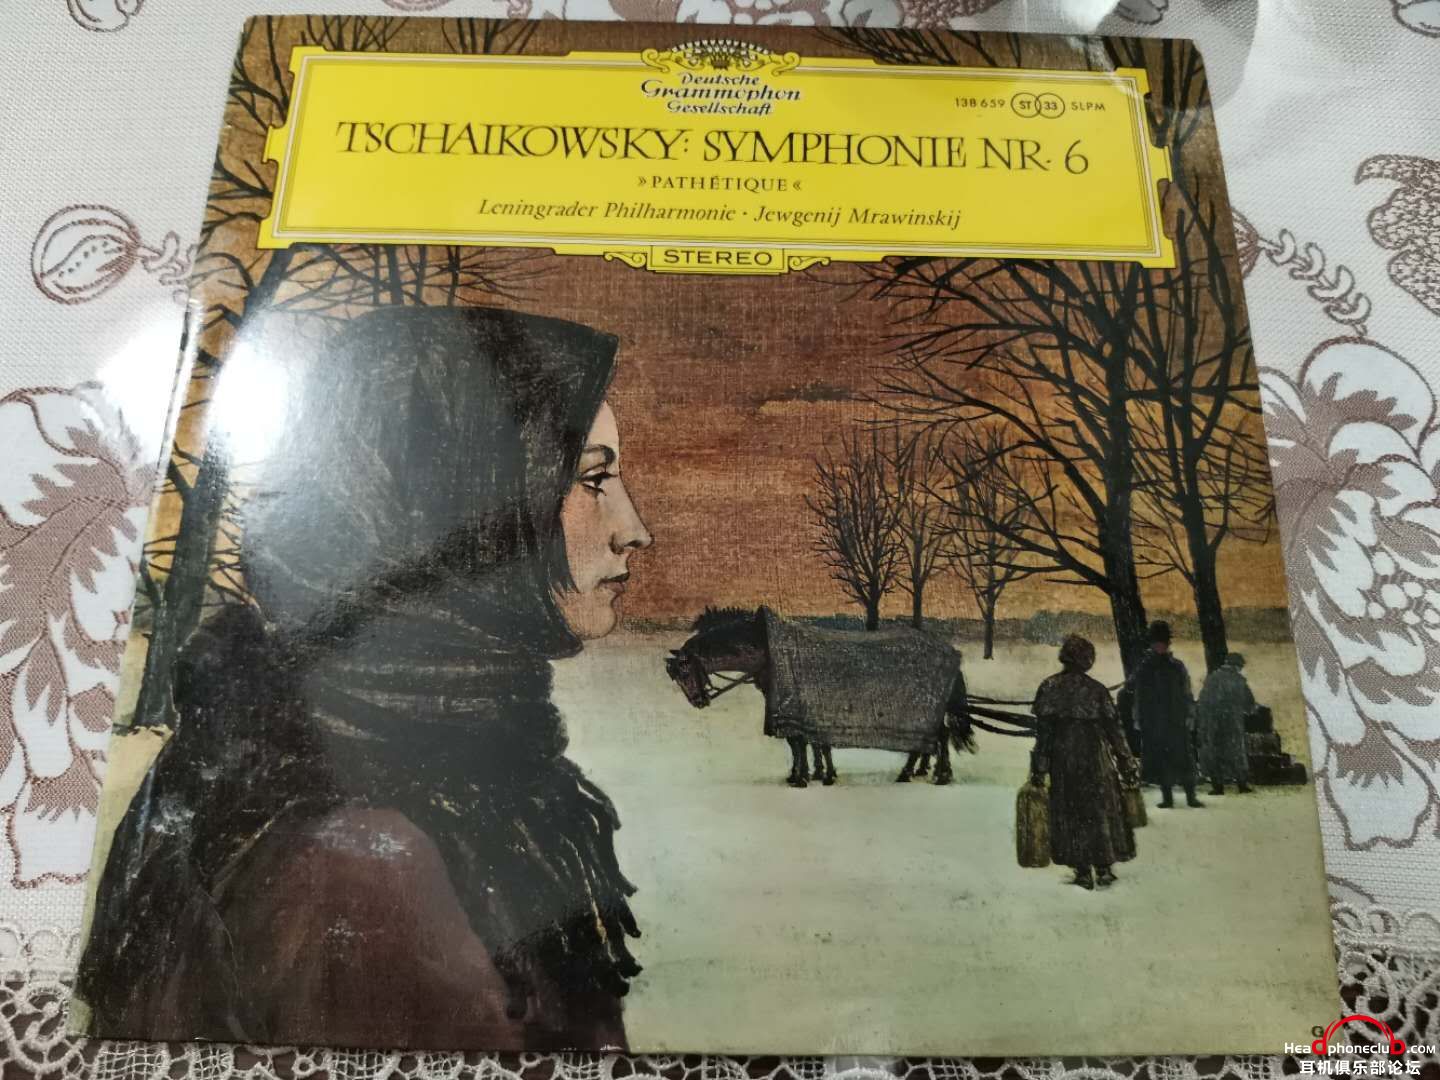 Deutsche
Grammophon
Gesellschaft
138 659 ST 33 SLPM
TSCHAIKOWSKY: SYMPHONIE NR. 6
»PATHÉTIQUE«
Leningrader Philharmonie · Jewgenij Mrawinskij
STEREO
Headphoneclub.com
耳机俱乐部论坛